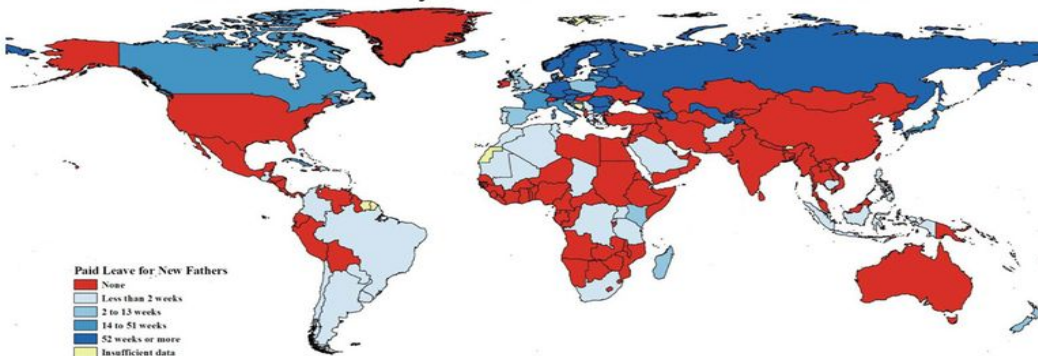 Paid Leave for New Fathers
None
Less than 2 weeks
2 to 13 weeks
14 to 51 weeks
52 weeks or more
Insufficient data